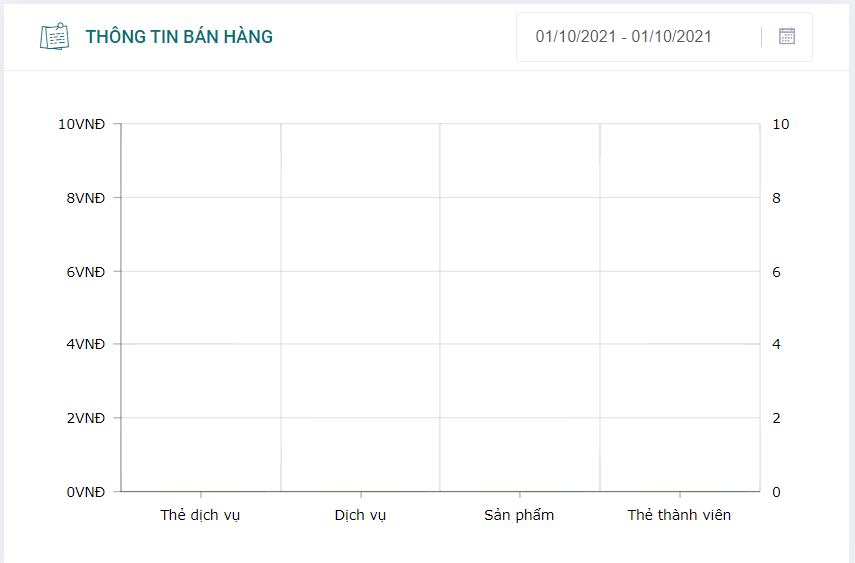 THÔNG TIN BÁN HÀNG
01/10/2021 - 01/10/2021
10VNĐ
10
8VNĐ
8
6VNĐ
6
4VNĐ
4
2VNĐ
2
0VNĐ
0
Thẻ dịch vụ
Dịch vụ
Sản phẩm
Thẻ thành viên